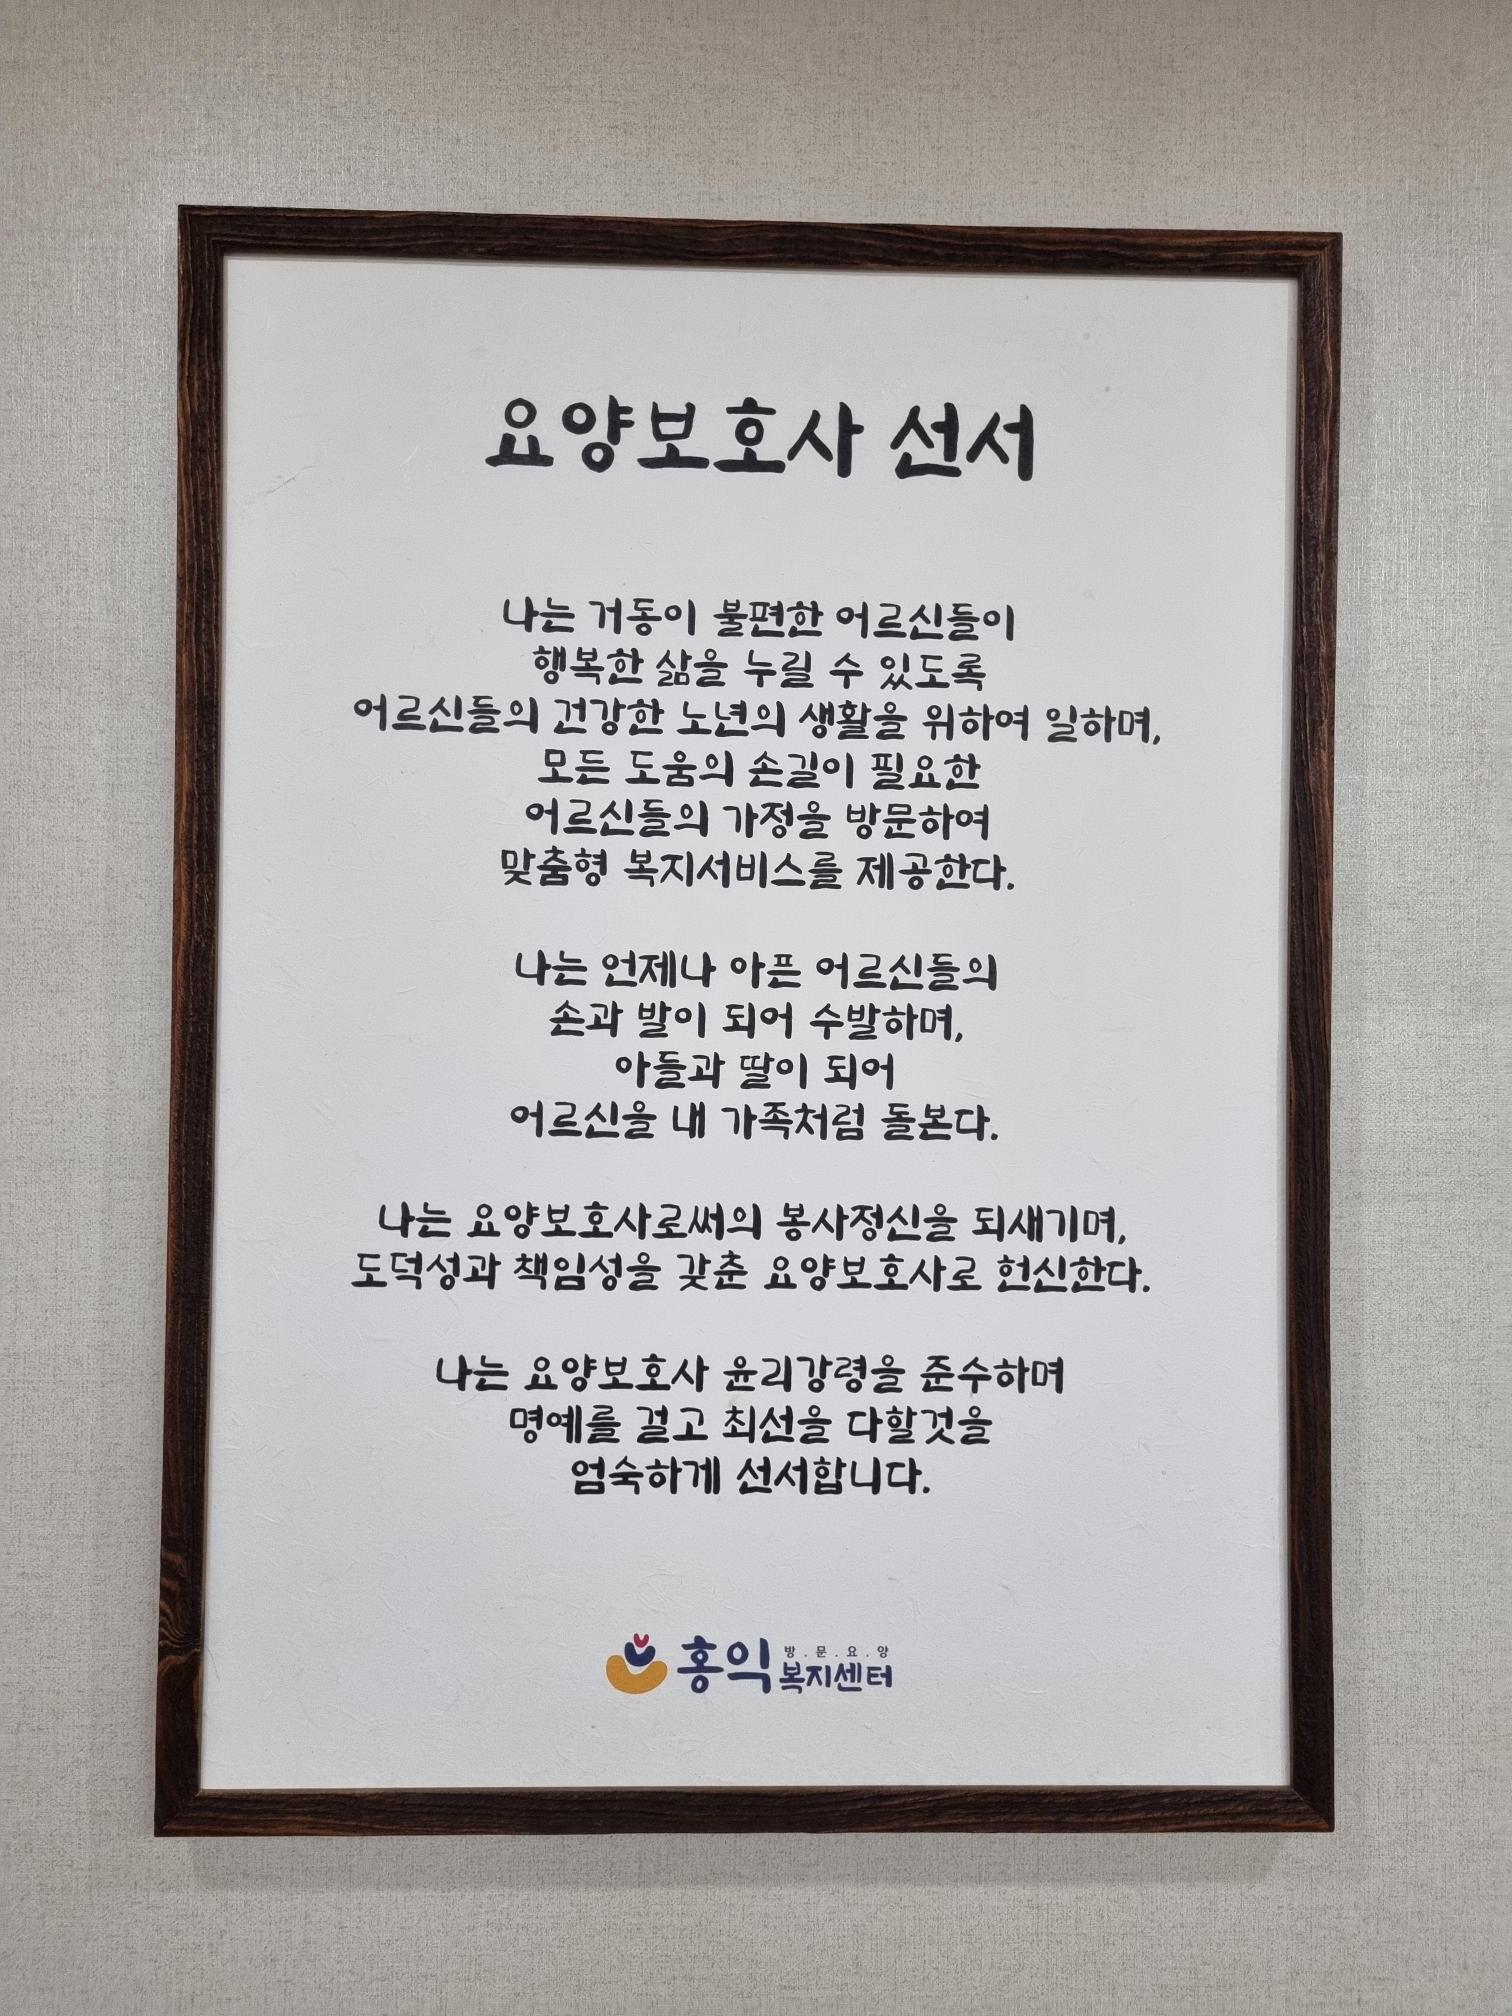 요양보호사 선서
나는 거동이 불편한 어르신들이
행복한 삶을 누릴 수 있도록
어르신들의 건강한 노년의 생활을 위하여 일하며,
모든 도움의 손길이 필요한
어르신들의 가정을 방문하여
맞춤형 복지서비스를 제공한다.
나는 언제나 아픈 어르신들의
손과 발이 되어 수발하며,
아들과 딸이 되어
어르신을 내 가족처럼 돌본다.
나는 요양보호사로써의 봉사정신을 되새기며,
도덕성과 책임성을 갖춘 요양보호사로 헌신한다.
나는 요양보호사 윤리강령을 준수하며
명예를 걸고 최선을 다할것을
엄숙하게 선서합니다.
홍익 방.문.요.양
복지센터